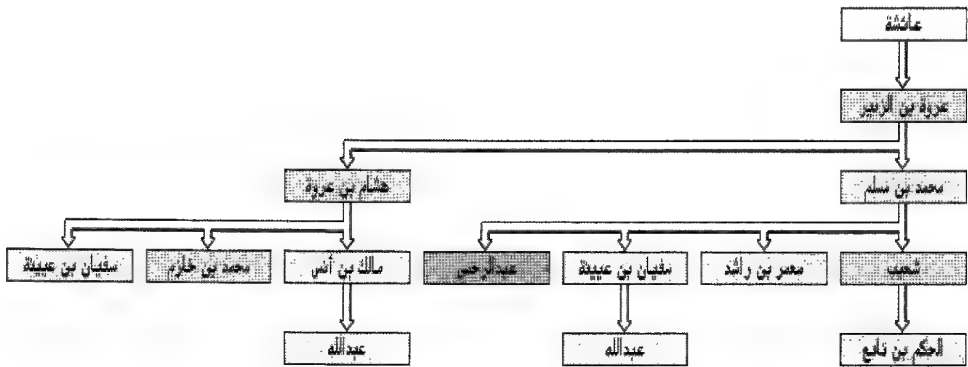 عائشة
عروة بن الزبير
محمد بن مسلم
هشام بن عروة
شعيب
معمر بن راشد
سفيان بن عيينة
عبدالرحمن
مالك بن أنس
محمد بن خازم
سفيان بن عيينة
الحكم بن نافع
عبدالله
عبدالله